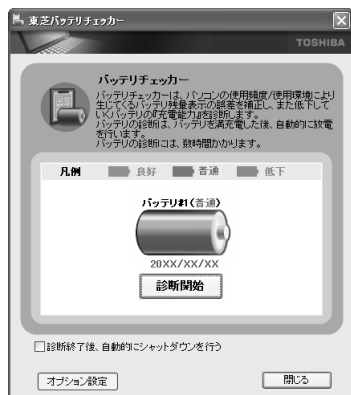 東芝バッテリチェッカー
TOSHIBA
バッテリチェッカー
バッテリチェッカーは、パソコンの使用頻度/使用環境により
生じてくるバッテリ残量表示の誤差を補正し、また低下して
いくバッテリの『充電能力』を診断します。
バッテリの診断は、バッテリを満充電した後、自動的に放電
を行います。
バッテリの診断には、数時間かかります。
凡例 良好 普通 低下
バッテリ#1(普通)
20XX/XX/XX
診断開始
診断終了後、自動的にシャットダウンを行う
オプション設定 閉じる